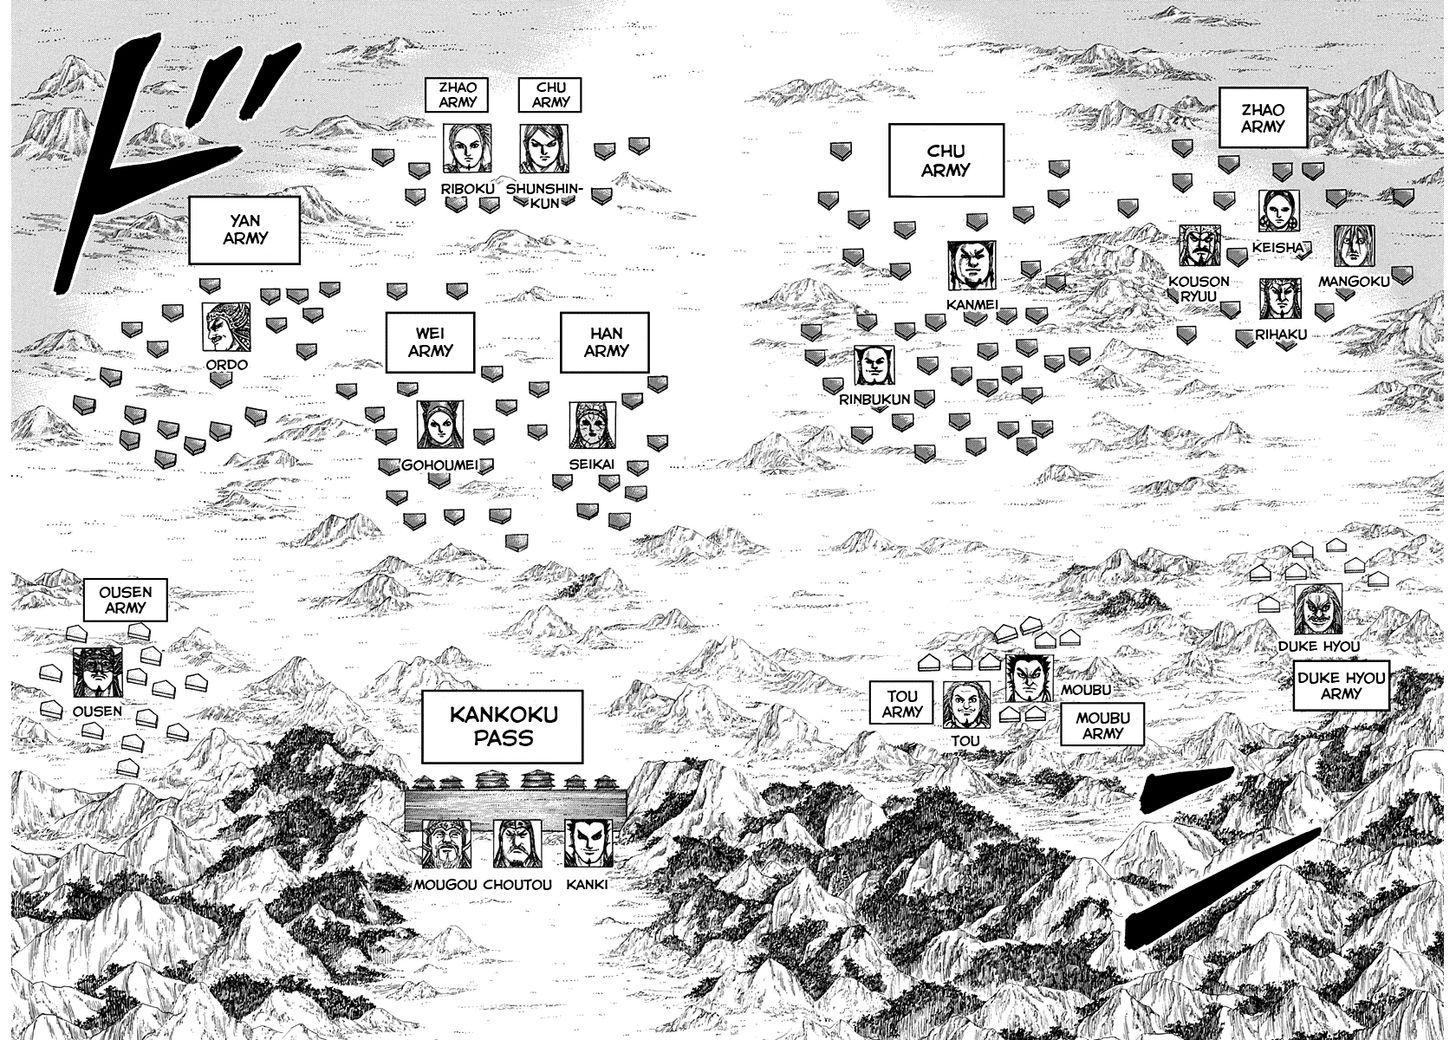 ド
ZHAO
ARMY
CHU
ARMY
RIBOKU
SHUNSHIN-
KUN
YAN
ARMY
ORDO
WEI
ARMY
HAN
ARMY
GOHOUMEI
SEIKAI
CHU
ARMY
KANMEI
RINBUKUN
ZHAO
ARMY
KEISHA
KOUSON
RYUU
MANGOKU
RIHAKU
OUSEN
ARMY
OUSEN
KANKOKU
PASS
MOUGOU
CHOUTOU
KANKI
TOU
ARMY
TOU
MOUBU
MOUBU
ARMY
DUKE HYOU
DUKE HYOU
ARMY
ン